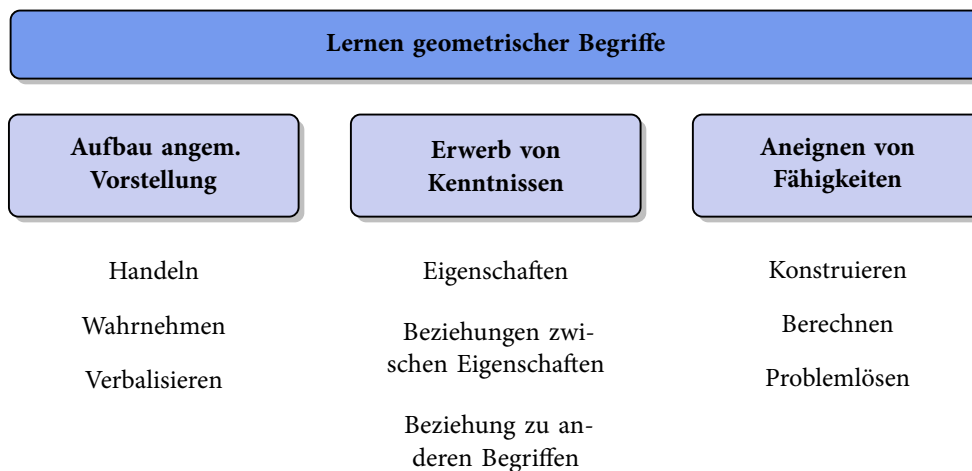 Lernen geometrischer Begriffe
Aufbau angem.
Vorstellung
Handeln
Wahrnehmen
Verbalisieren
Erwerb von
Kenntnissen
Eigenschaften
Beziehungen zwi-
schen Eigenschaften
Beziehung zu an-
deren Begriffen
Aneignen von
Fähigkeiten
Konstruieren
Berechnen
Problemlösen